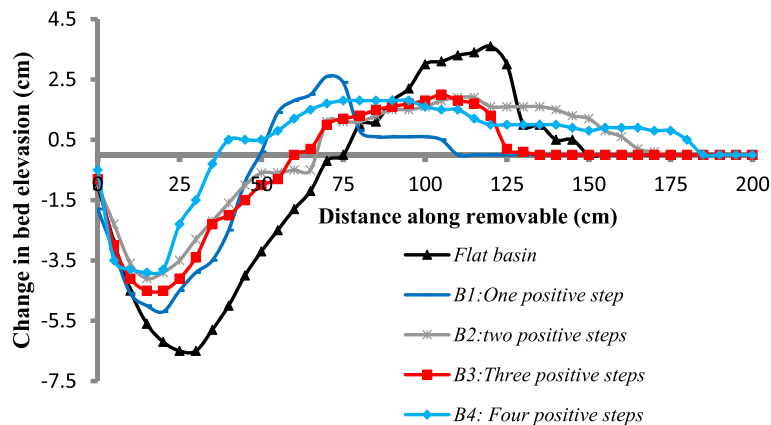 4.5
2.5
0.5
-1.5
-3.5
-5.5
-7.5
Change in bed elevation (cm)
0 25 50 75 100 125 150 175 200
Distance along removable (cm)
Flat basin
B1:One positive step
B2:two positive steps
B3:Three positive steps
B4: Four positive steps